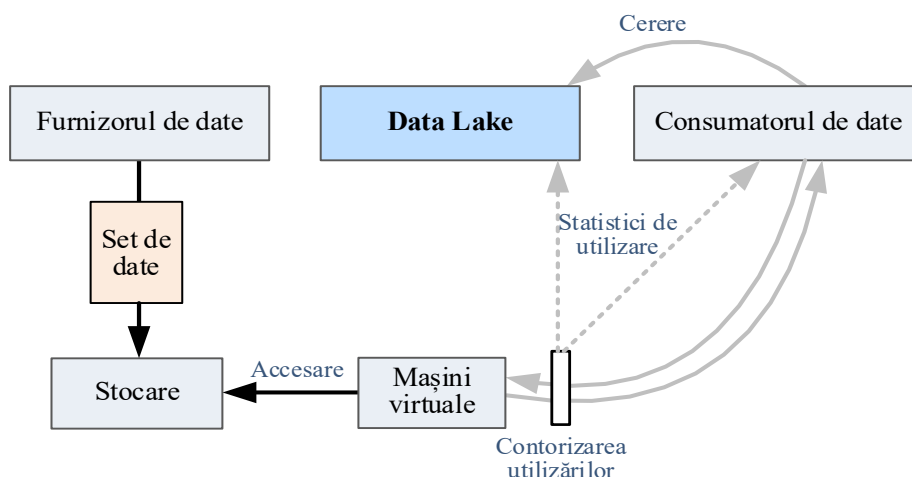 Cerere
Furnizorul de date
Data Lake
Consumatorul de date
Set de
date
Statistici de
utilizare
Accesare
Stocare
Mașini
virtuale
Contorizarea
utilizărilor